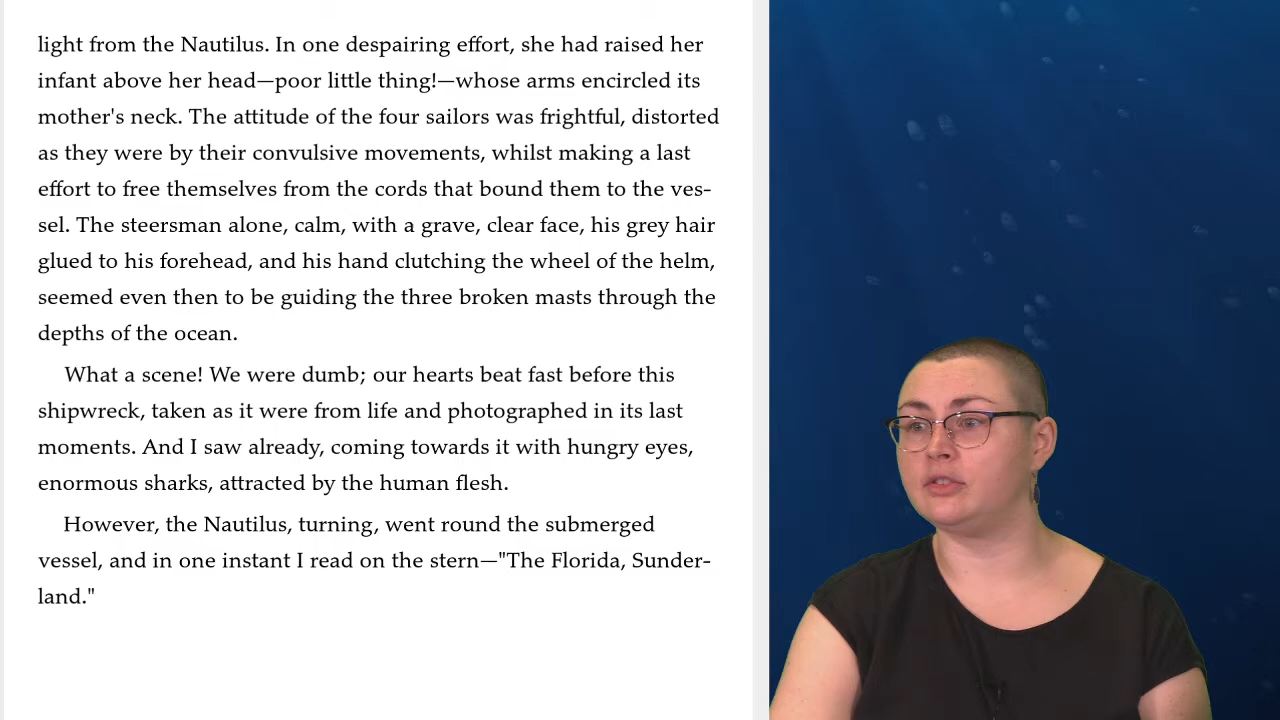 light from the Nautilus. In one despairing effort, she had raised her
infant above her head—poor little thing!—whose arms encircled its
mother's neck. The attitude of the four sailors was frightful, distorted
as they were by their convulsive movements, whilst making a last
effort to free themselves from the cords that bound them to the ves-
sel. The steersman alone, calm, with a grave, clear face, his grey hair
glued to his forehead, and his hand clutching the wheel of the helm,
seemed even then to be guiding the three broken masts through the
depths of the ocean.
What a scene! We were dumb; our hearts beat fast before this
shipwreck, taken as it were from life and photographed in its last
moments. And I saw already, coming towards it with hungry eyes,
enormous sharks, attracted by the human flesh.
However, the Nautilus, turning, went round the submerged
vessel, and in one instant I read on the stern—"The Florida, Sunder-
land."